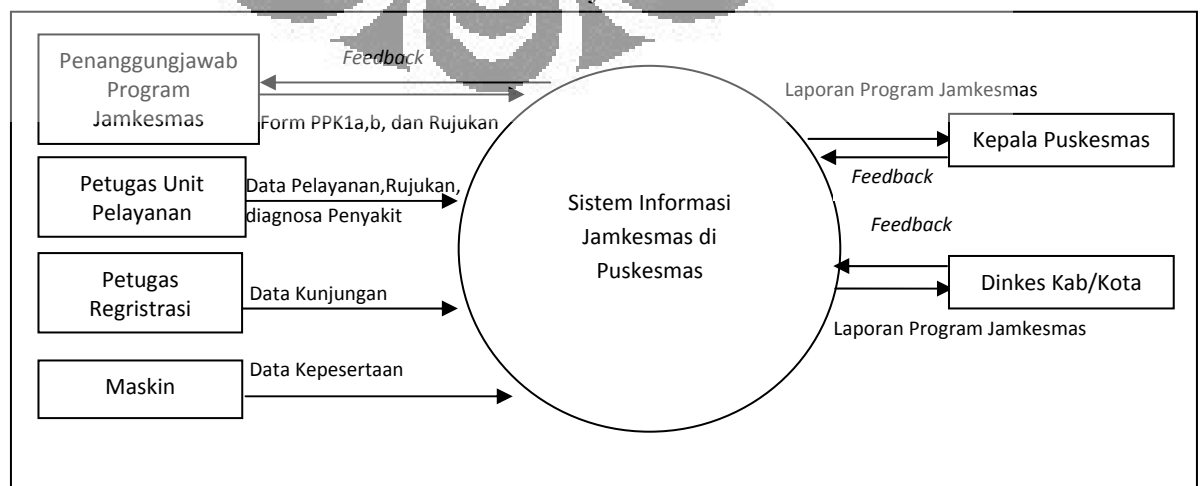 Penanggungjawab
Program
Jamkesmas
Feedback
Form PPK1a,b, dan Rujukan
Petugas Unit
Pelayanan
Data Pelayanan,Rujukan,
diagnosa Penyakit
Petugas
Regristrasi
Data Kunjungan
Maskin
Data Kepesertaan
Sistem Informasi
Jamkesmas di
Puskesmas
Laporan Program Jamkesmas
Kepala Puskesmas
Feedback
Feedback
Dinkes Kab/Kota
Laporan Program Jamkesmas